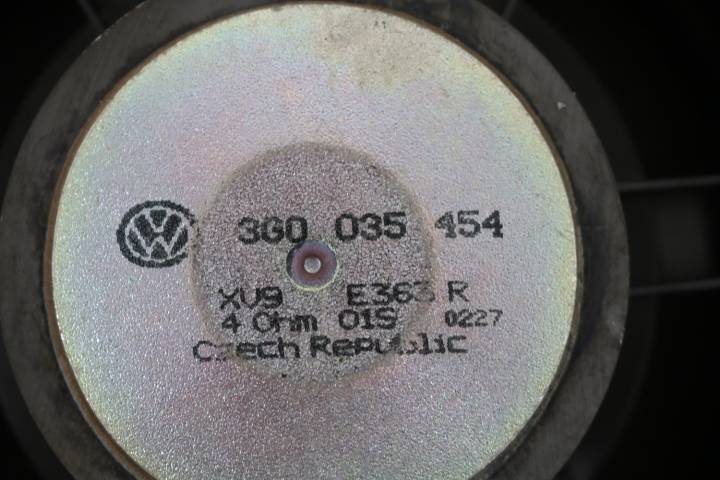 3G0 035 454
XU9 E363 R
4 Ohm 01S 0227
Czech Republic